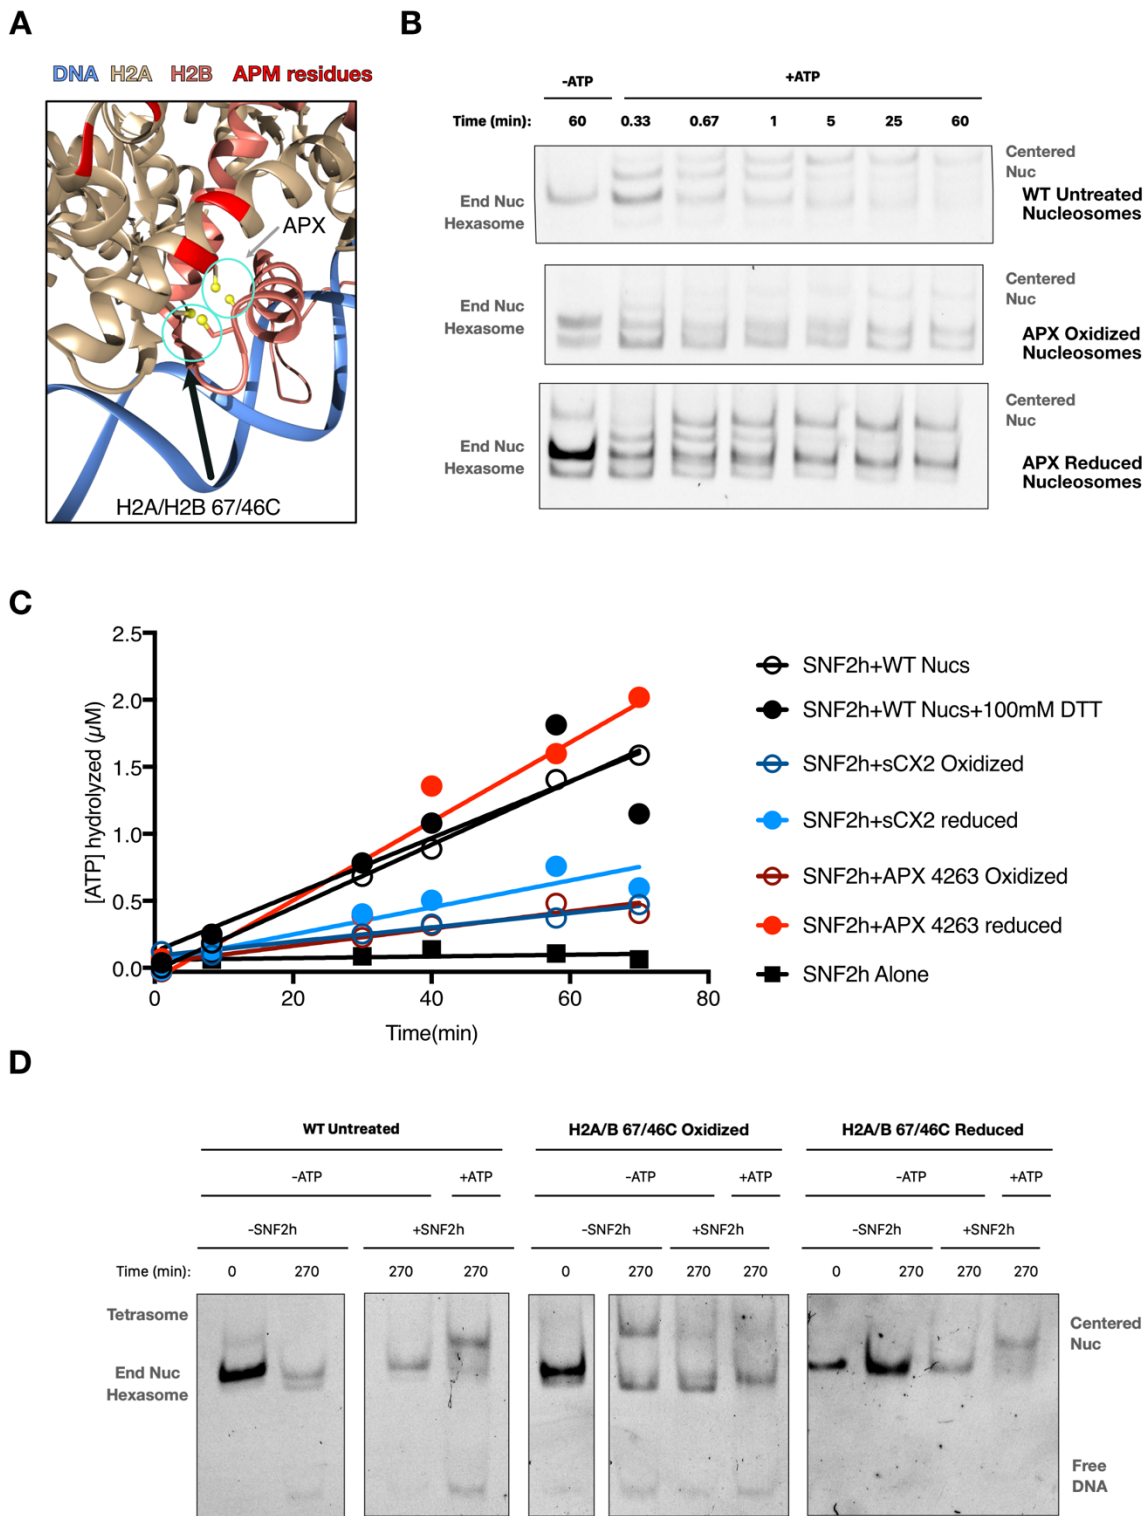 A
DNA H2A H2B APM residues
APX
H2A/H2B 67/46C
B
-ATP +ATP
Time (min): 60 0.33 0.67 1 5 25 60
Centered
Nuc
End Nuc
Hexasome
WT Untreated
Nucleosomes
Centered
Nuc
End Nuc
Hexasome
APX Oxidized
Nucleosomes
Centered
Nuc
End Nuc
Hexasome
APX Reduced
Nucleosomes
C
[ATP] hydrolyzed (µM)
2.5
2.0
1.5
1.0
0.5
0.0
0 20 40 60 80
Time(min)
SNF2h+WT Nucs
SNF2h+WT Nucs+100mM DTT
SNF2h+sCX2 Oxidized
SNF2h+sCX2 reduced
SNF2h+APX 4263 Oxidized
SNF2h+APX 4263 reduced
SNF2h Alone
D
WT Untreated H2A/B 67/46C Oxidized H2A/B 67/46C Reduced
-ATP +ATP -ATP +ATP -ATP +ATP
-SNF2h +SNF2h -SNF2h +SNF2h -SNF2h +SNF2h
Time (min): 0 270 270 270 0 270 270 270 0 270 270 270
Tetrasome
End Nuc
Hexasome
Centered
Nuc
Free
DNA